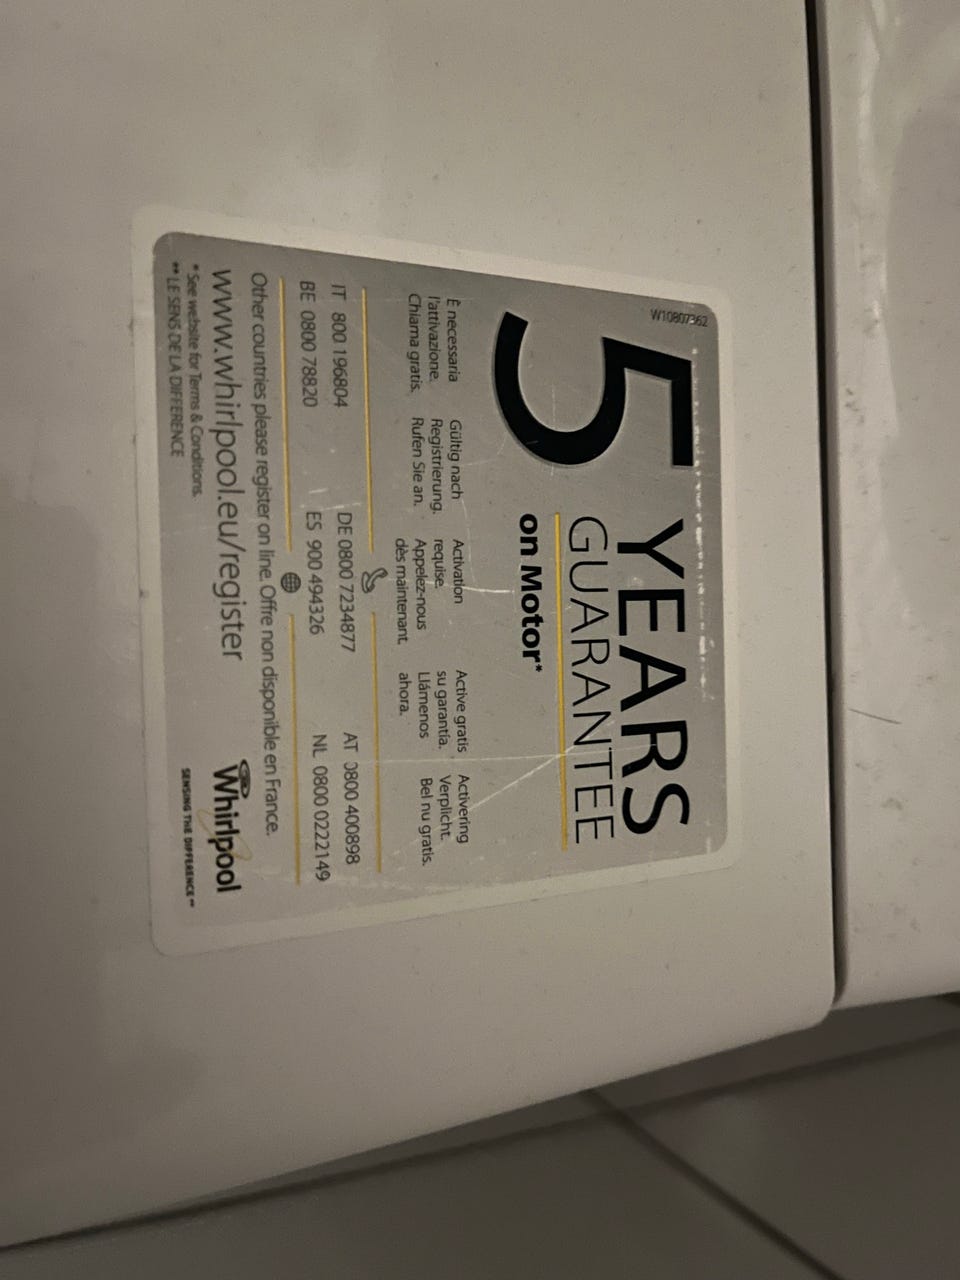 W10807362
5 YEARS
GUARANTEE
on Motor*
È necessaria
l'attivazione.
Chiama gratis.
Gültig nach
Registrierung.
Rufen Sie an.
Activation
requise.
Appelez-nous
dès maintenant.
Active gratis
su garantía.
Llámenos
ahora.
Activering
Verplicht.
Bel nu gratis.
IT 800 196804
DE 0800 7234877
AT 0800 400898
BE 0800 78820
ES 900 494326
NL 0800 0222149
Other countries please register on line. Offre non disponible en France.
www.whirlpool.eu/register
Whirlpool
SENSING THE DIFFERENCE**
* See website for Terms & Conditions.
** LE SENS DE LA DIFFERENCE